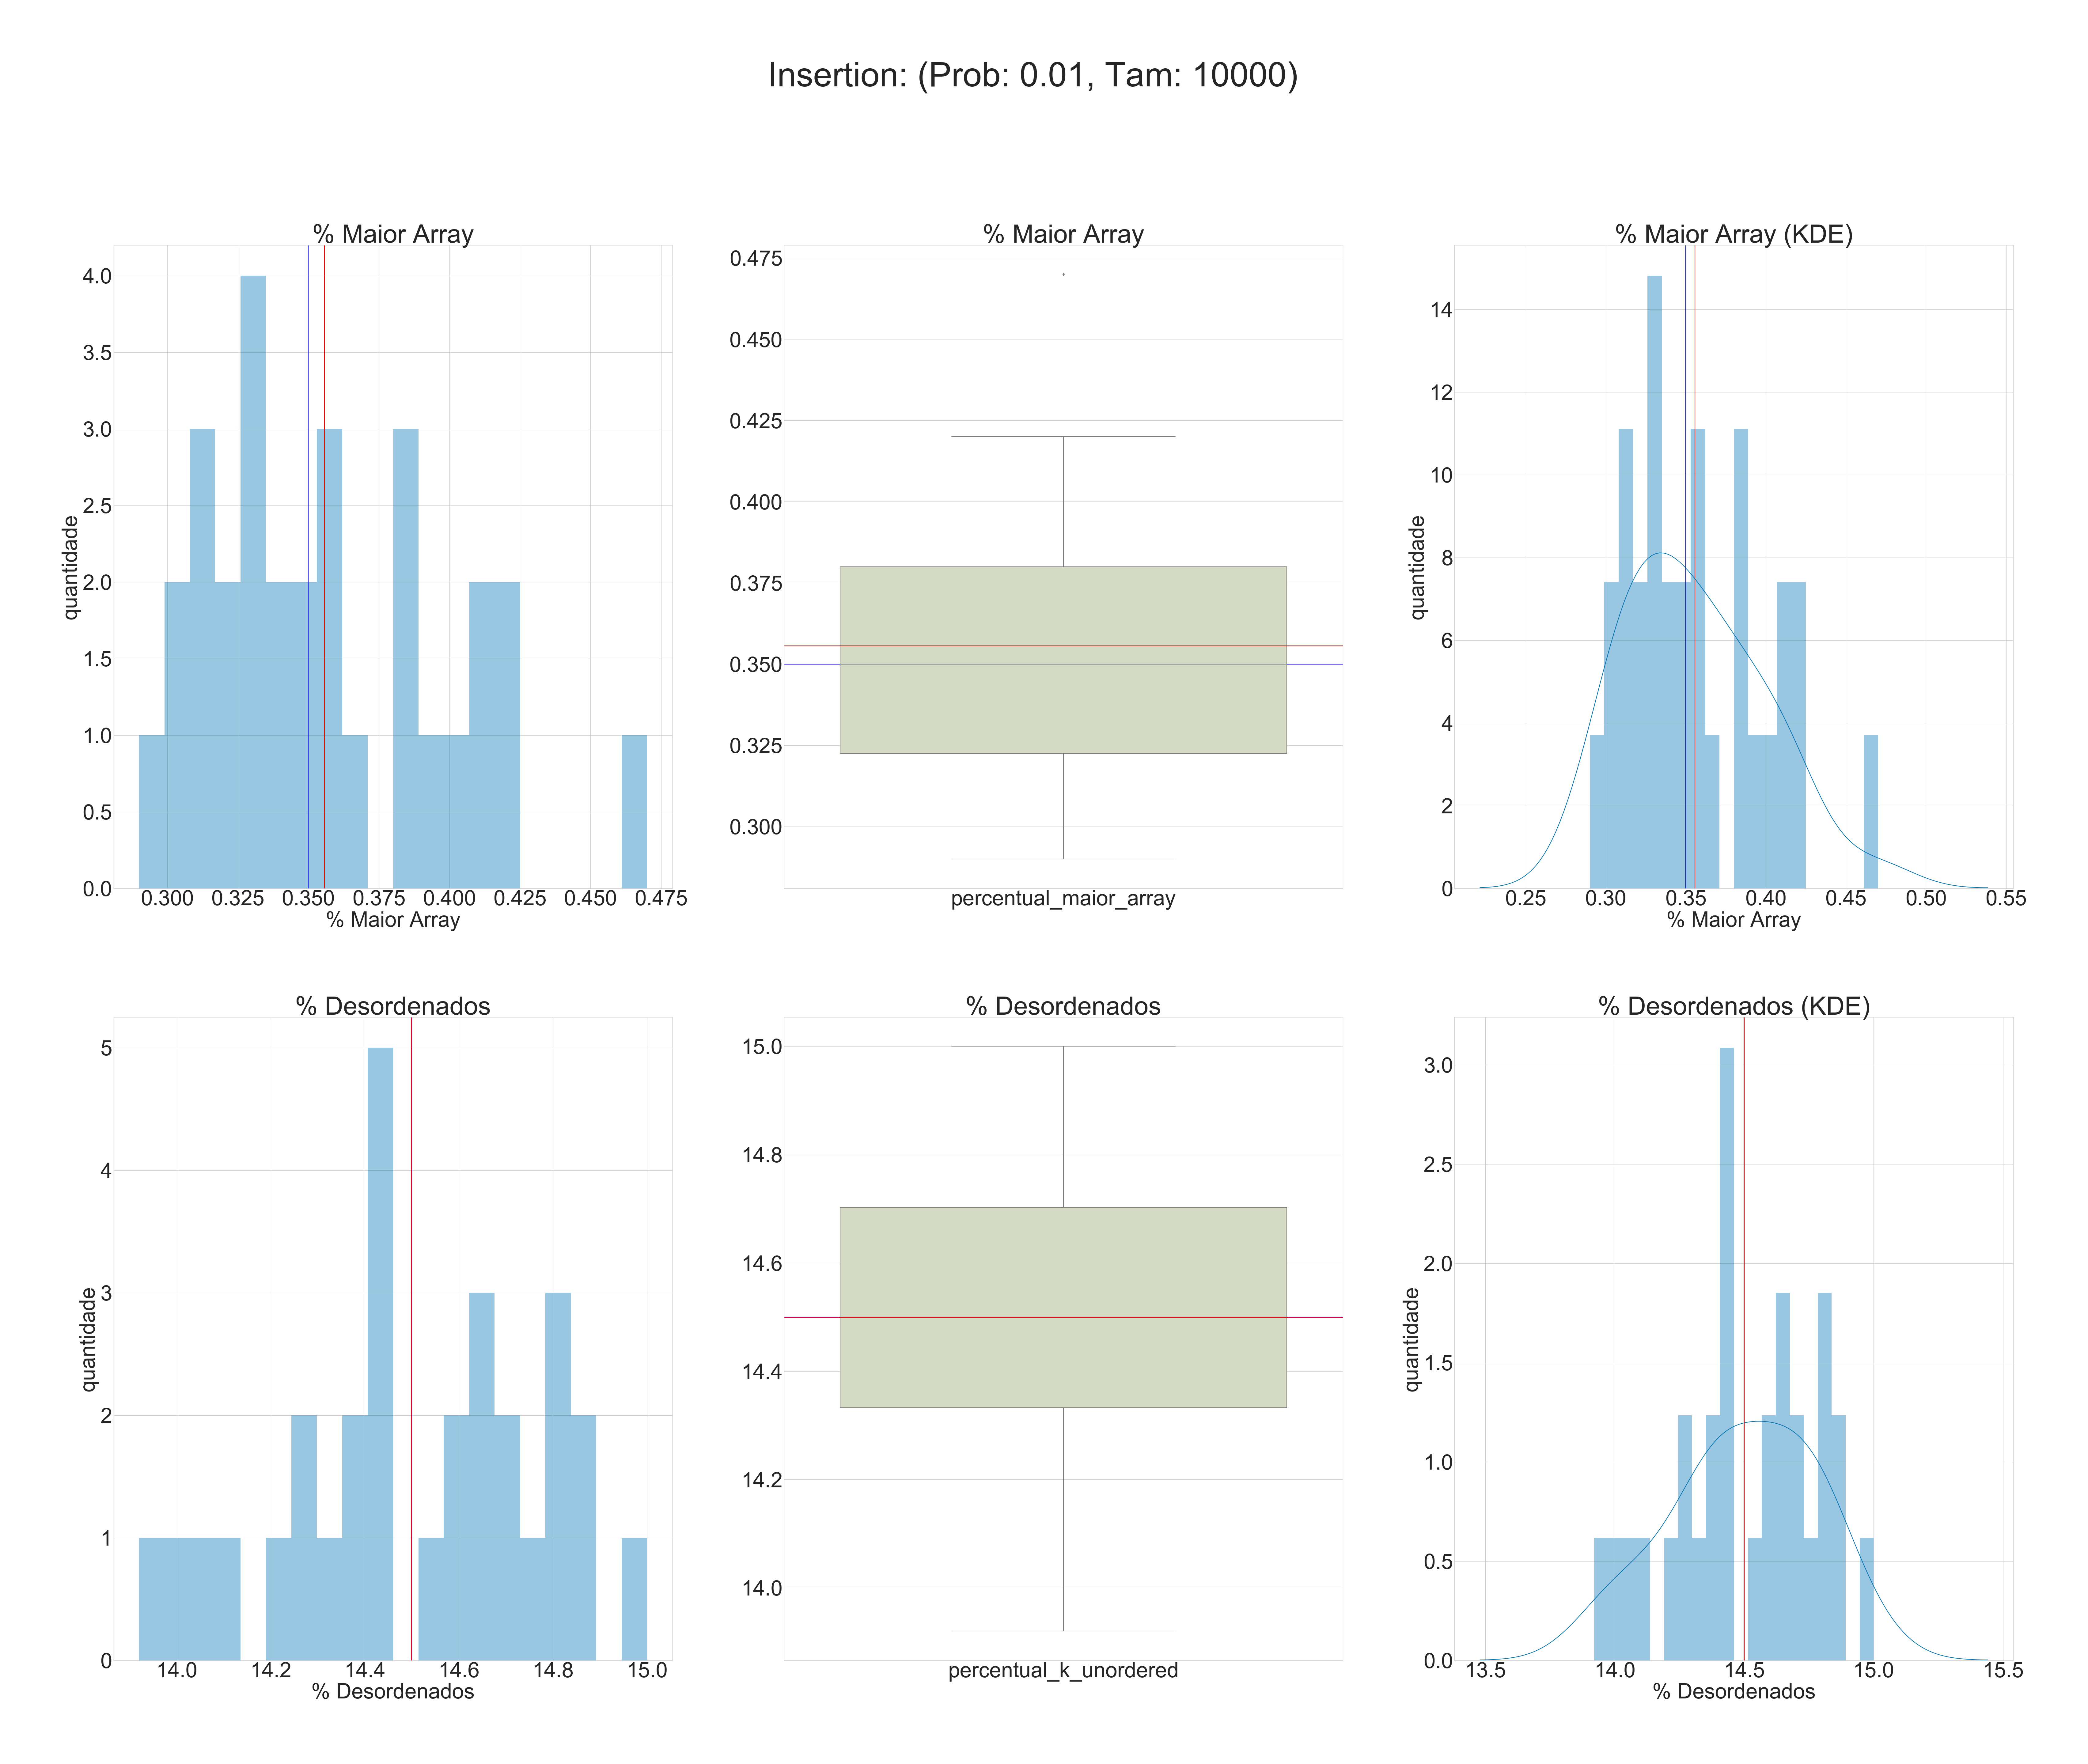 Insertion: (Prob: 0.01, Tam: 10000)
% Maior Array
4.0
3.5
3.0
2.5
2.0
1.5
1.0
0.5
0.0
quantidade
0.300 0.325 0.350 0.375 0.400 0.425 0.450 0.475
% Maior Array
% Maior Array
0.475
0.450
0.425
0.400
0.375
0.350
0.325
0.300
percentual_maior_array
% Maior Array (KDE)
14
12
10
8
6
4
2
0
quantidade
0.25 0.30 0.35 0.40 0.45 0.50 0.55
% Maior Array
% Desordenados
5
4
3
2
1
0
quantidade
14.0 14.2 14.4 14.6 14.8 15.0
% Desordenados
% Desordenados
15.0
14.8
14.6
14.4
14.2
14.0
percentual_k_unordered
% Desordenados (KDE)
3.0
2.5
2.0
1.5
1.0
0.5
0.0
quantidade
13.5 14.0 14.5 15.0 15.5
% Desordenados